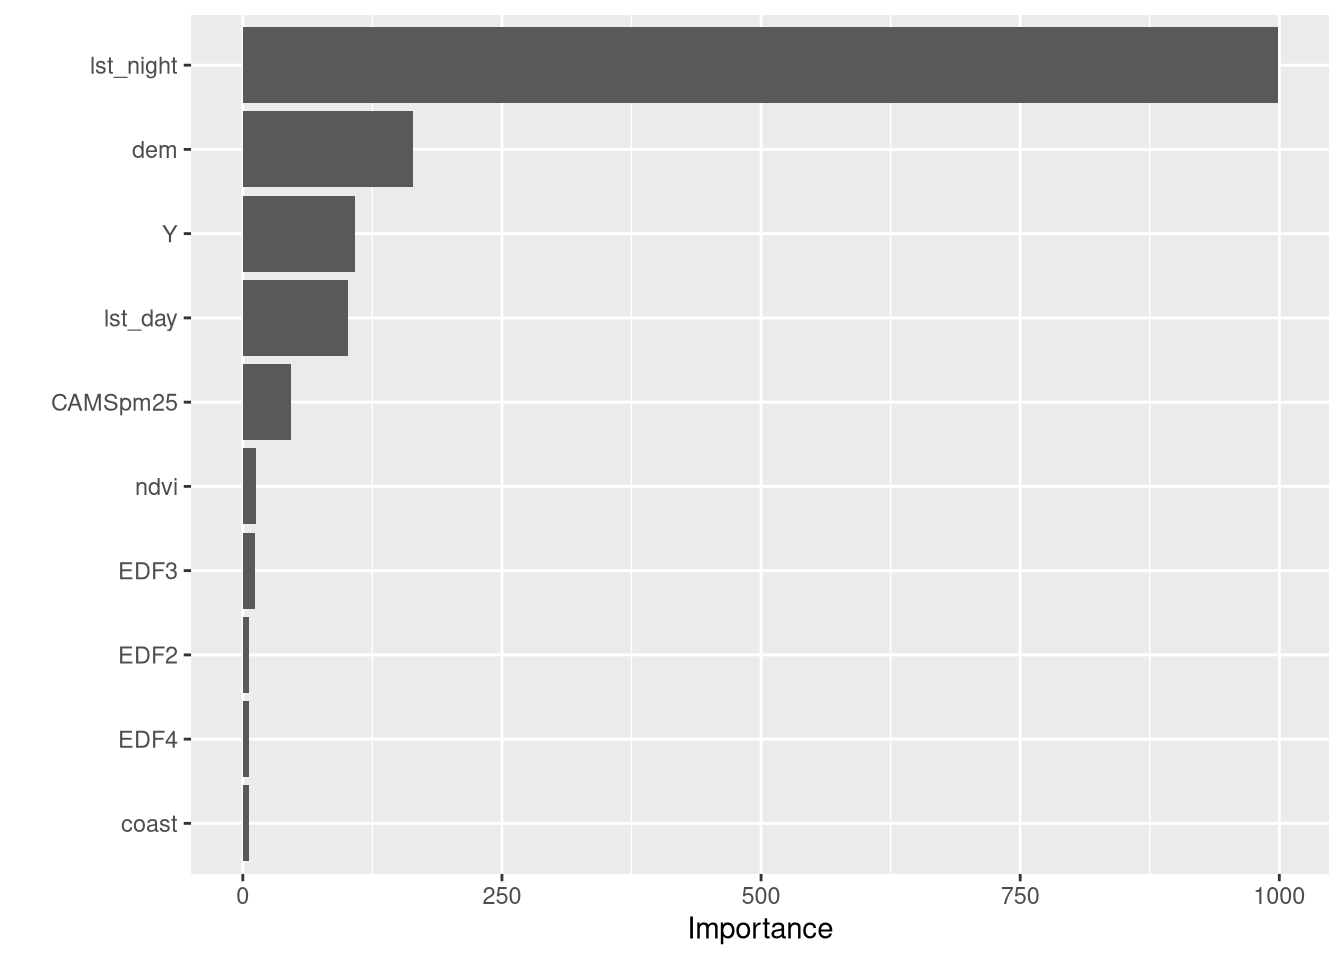 lst_night
dem
Y
lst_day
CAMSpm25
ndvi
EDF3
EDF2
EDF4
coast
0 250 500 750 1000
Importance